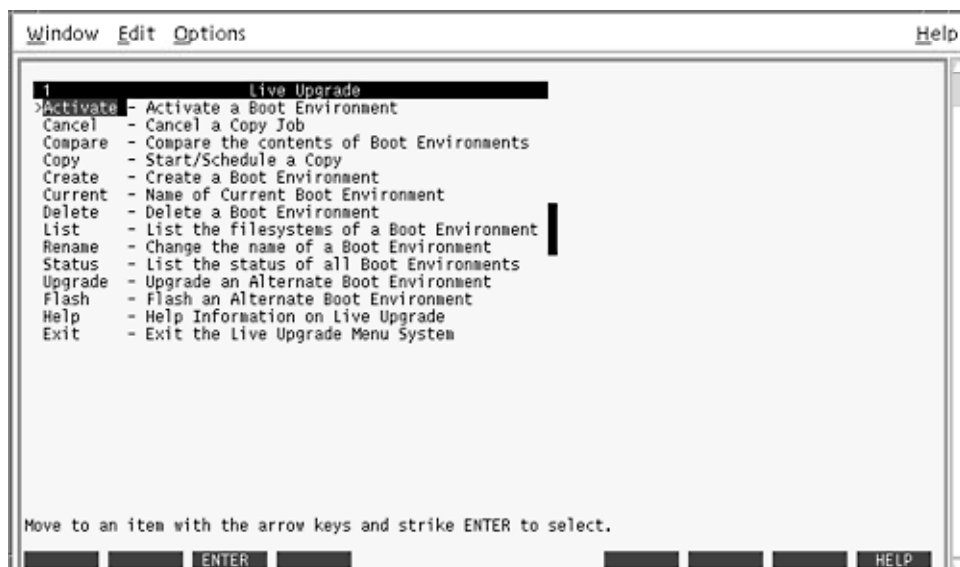 Window Edit Options Help
1 Live Upgrade
>Activate - Activate a Boot Environment
Cancel - Cancel a Copy Job
Compare - Compare the contents of Boot Environments
Copy - Start/Schedule a Copy
Create - Create a Boot Environment
Current - Name of Current Boot Environment
Delete - Delete a Boot Environment
List - List the filesystems of a Boot Environment
Rename - Change the name of a Boot Environment
Status - List the status of all Boot Environments
Upgrade - Upgrade an Alternate Boot Environment
Flash - Flash an Alternate Boot Environment
Help - Help Information on Live Upgrade
Exit - Exit the Live Upgrade Menu System
Move to an item with the arrow keys and strike ENTER to select.
ENTER HELP